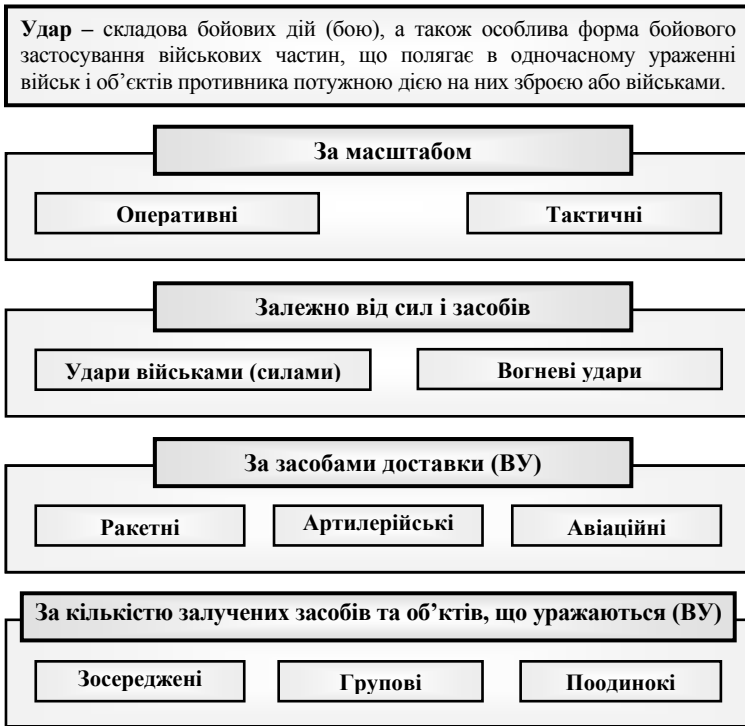 Удар – складова бойових дій (бою), а також особлива форма бойового
застосування військових частин, що полягає в одночасному ураженні
військ і об’єктів противника потужною дією на них зброєю або військами.
За масштабом
Оперативні
Тактичні
Залежно від сил і засобів
Удари військами (силами)
Вогневі удари
За засобами доставки (ВУ)
Ракетні
Артилерійські
Авіаційні
За кількістю залучених засобів та об’ктів, що уражаються (ВУ)
Зосереджені
Групові
Поодинокі